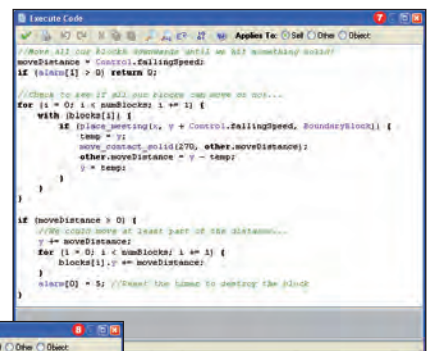 Execute Code
7
Applies To: Self Other Object
//Move all our blocks downwards until we hit something solid!
moveDistance = Control.fallingSpeed;
if (alarm[1] > 0) return 0;
//Check to see if all our blocks can move or not...
for (i = 0; i < numBlocks; i += 1) {
with (blocks[i]) {
if (place_meeting(x, y + Control.fallingSpeed, BoundaryBlock)) {
temp = y;
move_contact_solid(270, other.moveDistance);
other.moveDistance = y - temp;
y = temp;
}
}
}
if (moveDistance > 0) {
//We could move at least part of the distance...
y += moveDistance;
for (i = 0; i < numBlocks; i += 1) {
blocks[i].y += moveDistance;
}
alarm[0] = 5; //Reset the timer to destroy the block
}
8
Other Object